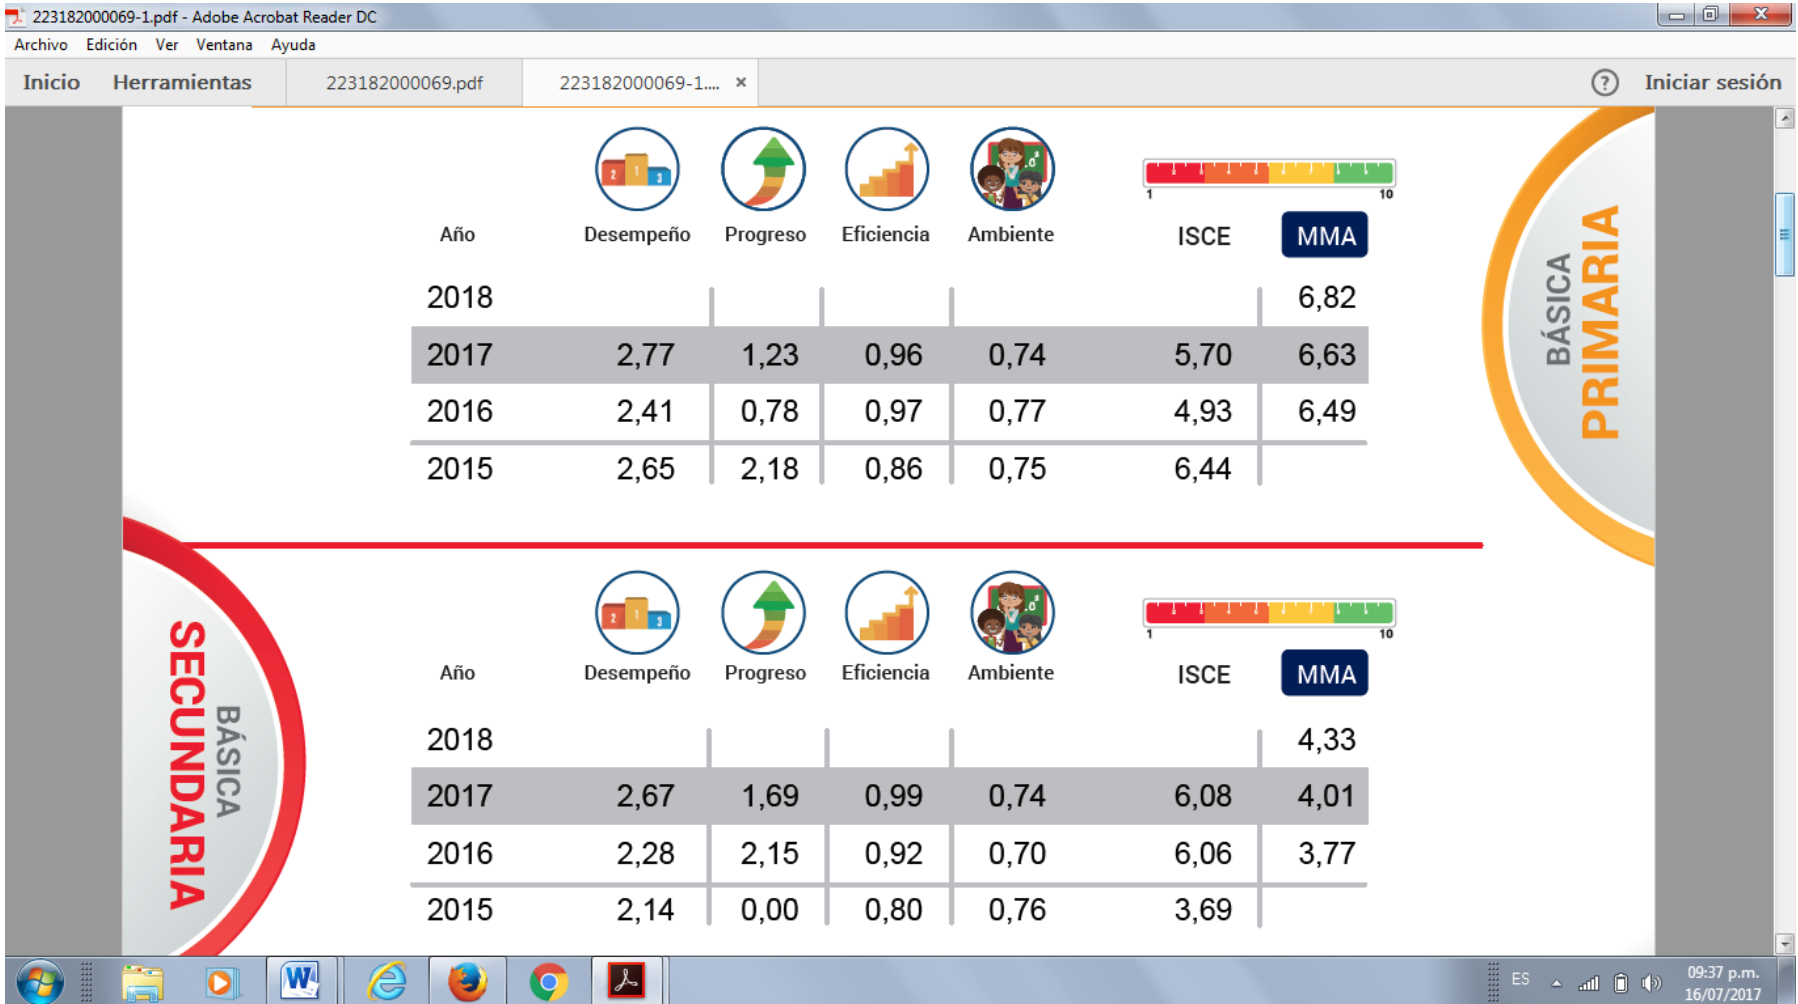 223182000069-1.pdf - Adobe Acrobat Reader DC
Archivo Edición Ver Ventana Ayuda
Inicio Herramientas 223182000069.pdf 223182000069-1.... × ? Iniciar sesión
1 10
Año Desempeño Progreso Eficiencia Ambiente ISCE MMA
2018 6,82
2017 2,77 1,23 0,96 0,74 5,70 6,63
2016 2,41 0,78 0,97 0,77 4,93 6,49
2015 2,65 2,18 0,86 0,75 6,44
BÁSICA
PRIMARIA
1 10
Año Desempeño Progreso Eficiencia Ambiente ISCE MMA
2018 4,33
2017 2,67 1,69 0,99 0,74 6,08 4,01
2016 2,28 2,15 0,92 0,70 6,06 3,77
2015 2,14 0,00 0,80 0,76 3,69
BÁSICA
SECUNDARIA
ES 09:37 p.m.
16/07/2017